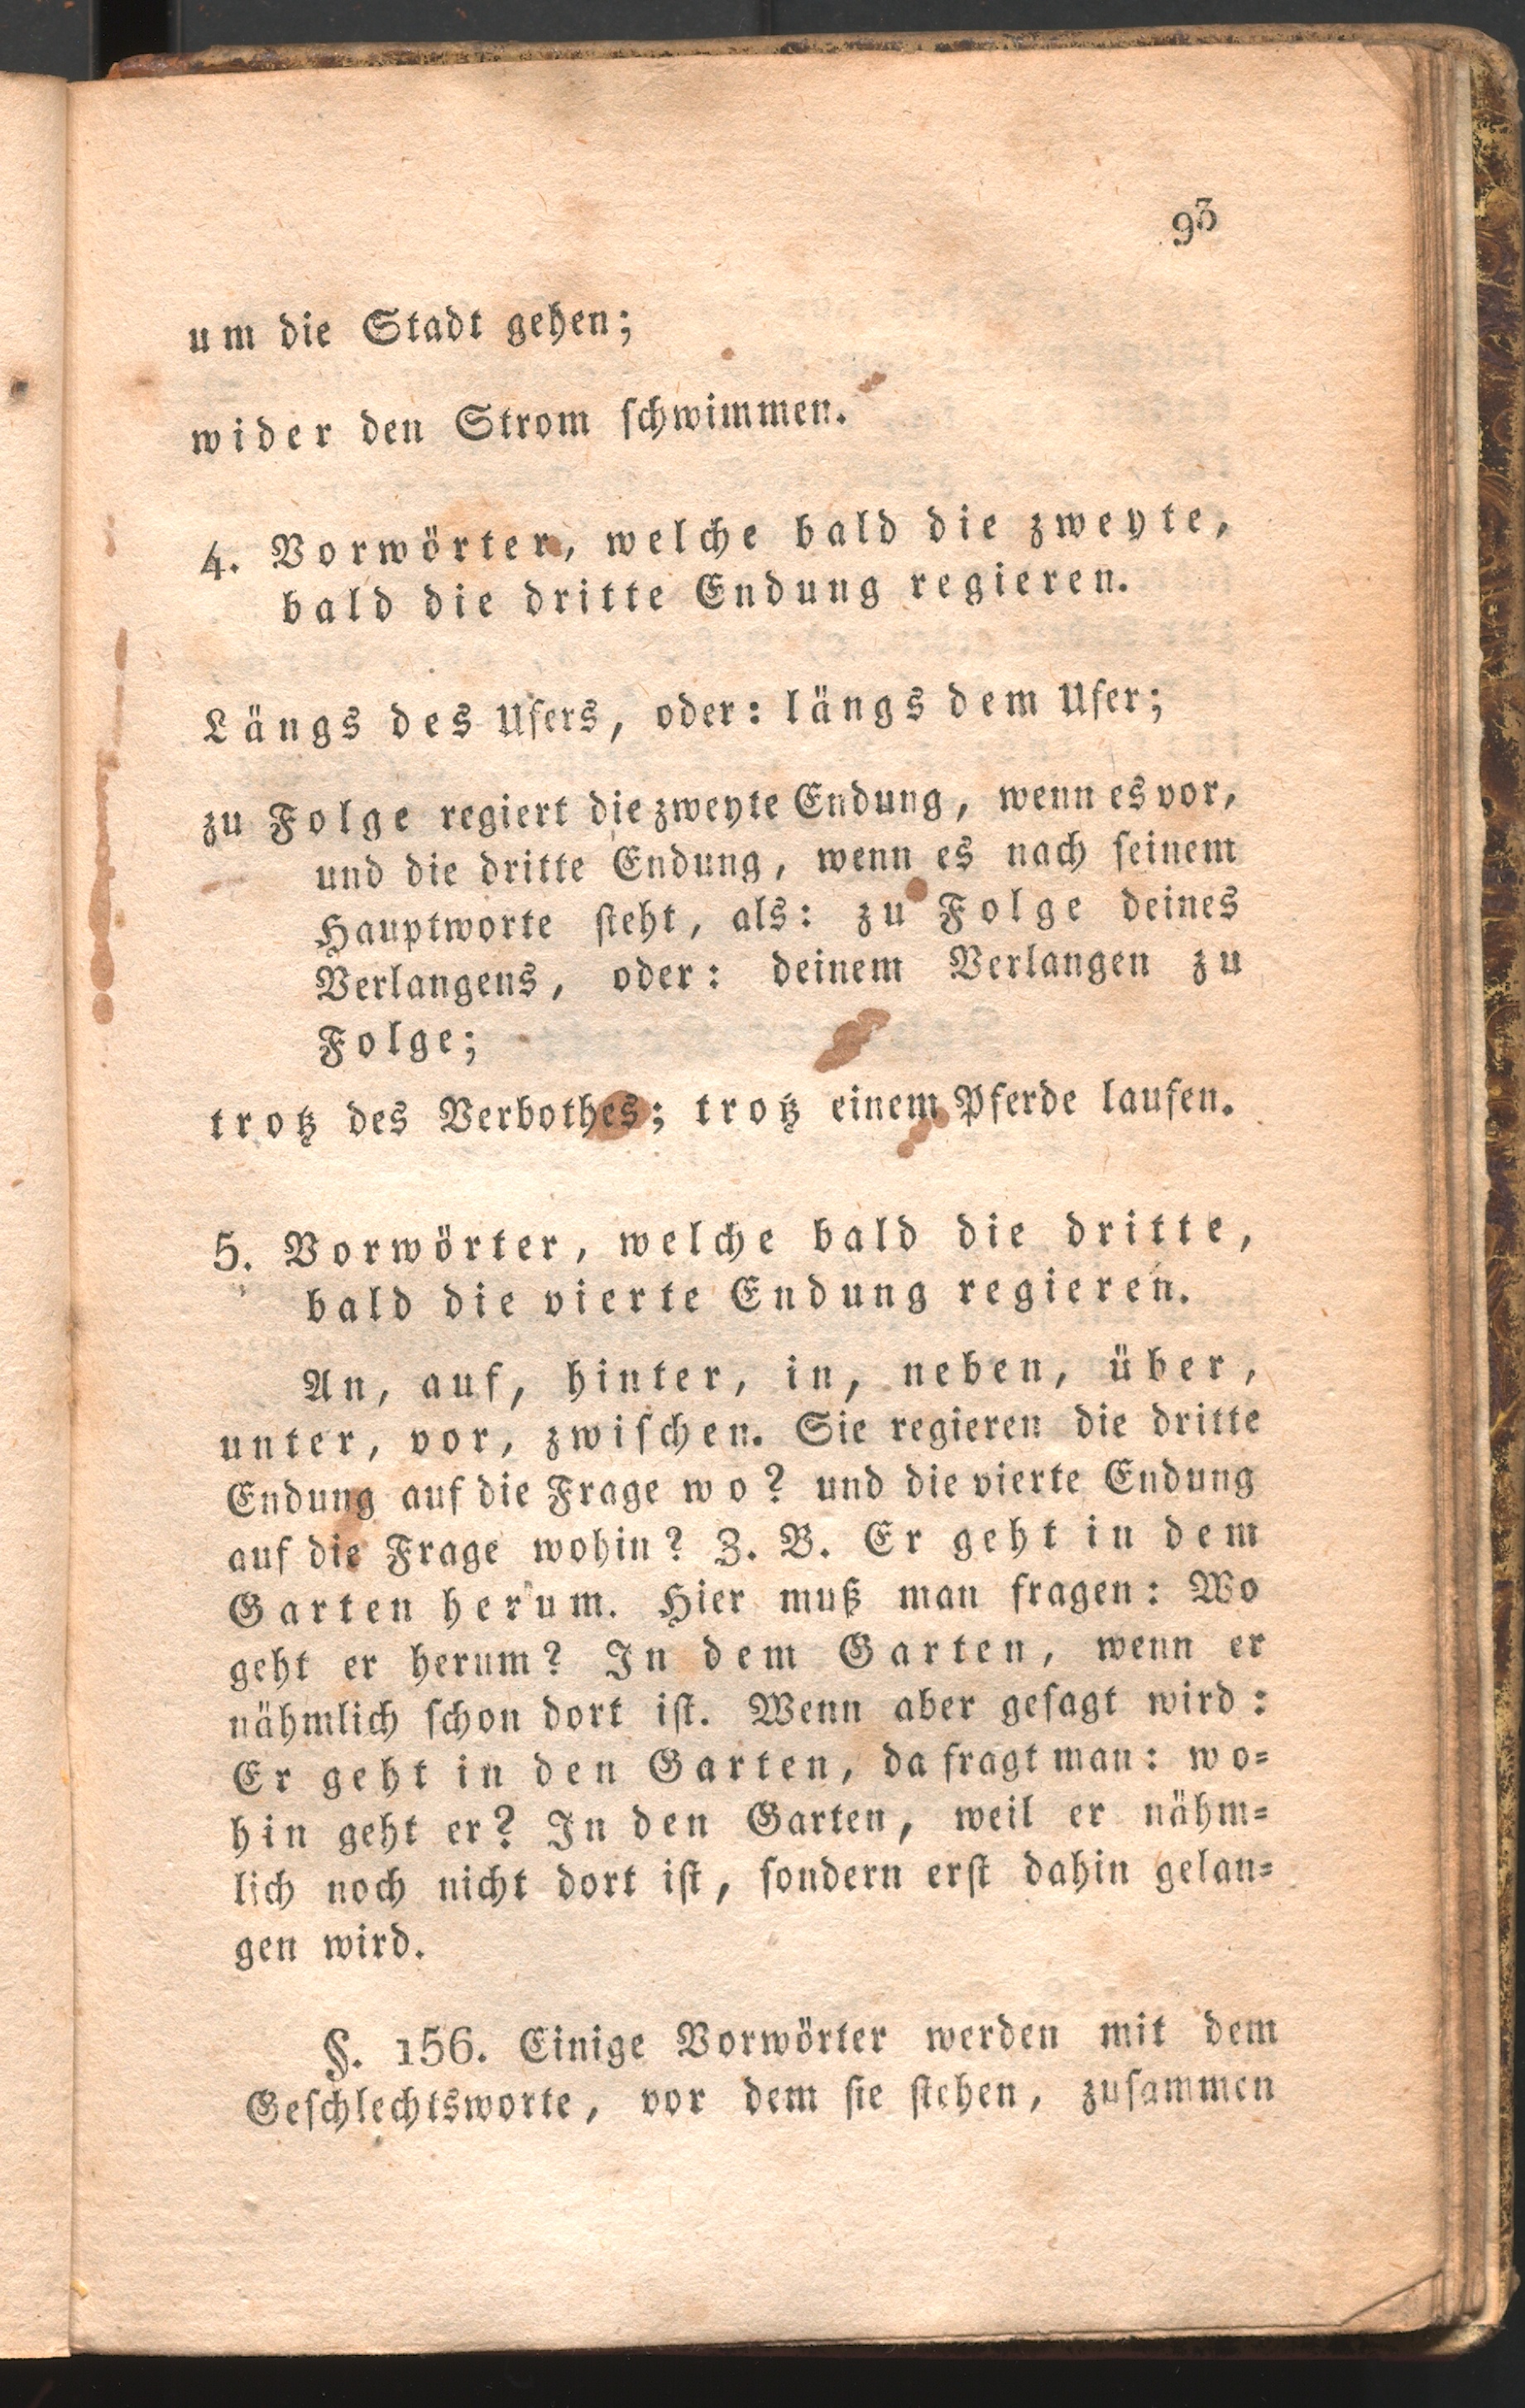 93
um die Stadt gehen;
wider den Strom ſchwimmen.
4. Vorwörter, welche bald die zweyte,
bald die dritte Endung regieren.
Längs des Ufers, oder: längs dem Ufer;
zu Folge regiert die zweyte Endung, wenn es vor,
und die dritte Endung, wenn es nach ſeinem
Hauptworte ſteht, als: zu Folge deines
Verlangens, oder: deinem Verlangen zu
Folge;
trotz des Verbothes; trotz einem Pferde laufen.
5. Vorwörter, welche bald die dritte,
bald die vierte Endung regieren.
An, auf, hinter, in, neben, über,
unter, vor, zwiſchen. Sie regieren die dritte
Endung auf die Frage wo? und die vierte Endung
auf die Frage wohin? Z. B. Er geht in dem
Garten herum. Hier muß man fragen: Wo
geht er herum? In dem Garten, wenn er
nähmlich ſchon dort iſt. Wenn aber geſagt wird:
Er geht in den Garten, da fragt man: wo⸗
hin geht er? In den Garten, weil er nähm⸗
lich noch nicht dort iſt, ſondern erſt dahin gelan⸗
gen wird.
§. 156. Einige Vorwörter werden mit dem
Geſchlechtsworte, vor dem ſie ſtehen, zuſammen